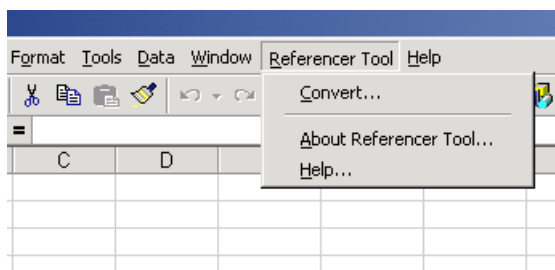 Format Tools Data Window Referencer Tool Help
Convert...
=
About Referencer Tool...
C D
Help...